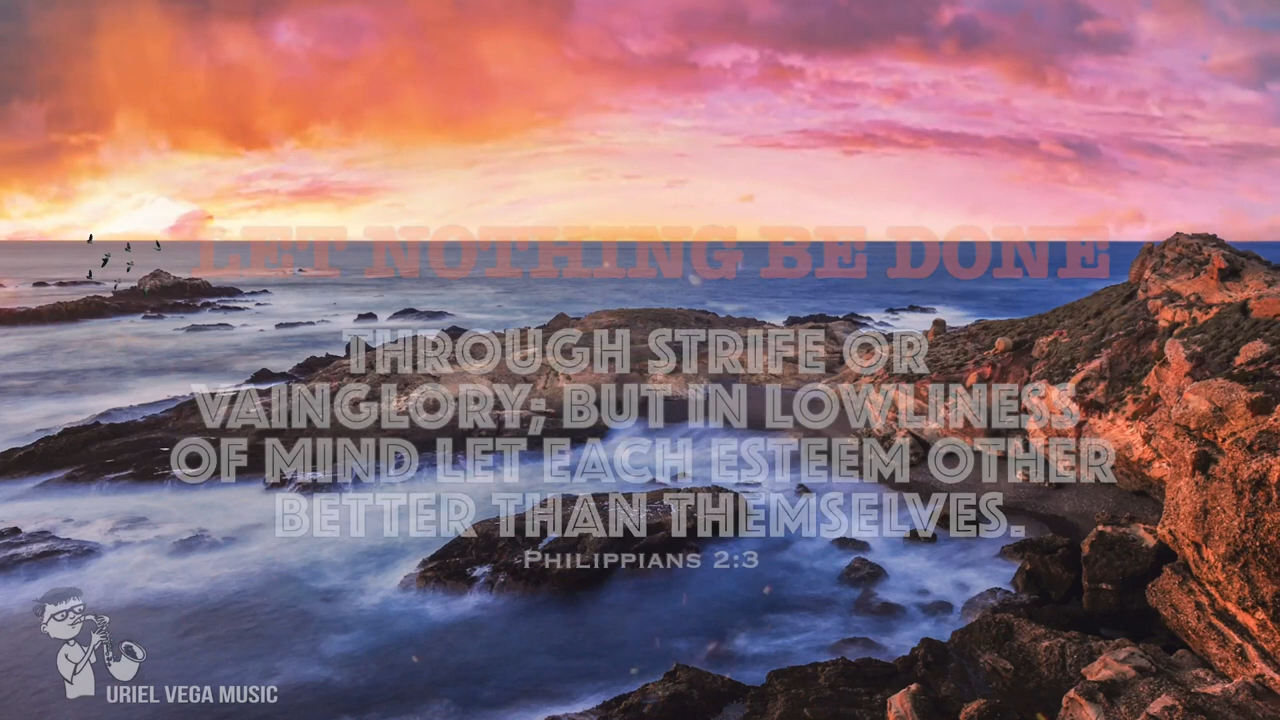 LET NOTHING BE DONE
THROUGH STRIFE OR
VAINGLORY; BUT IN LOWLINESS
OF MIND LET EACH ESTEEM OTHER
BETTER THAN THEMSELVES.
PHILIPPIANS 2:3
URIEL VEGA MUSIC